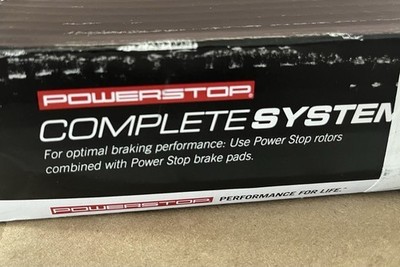 POWERSTOP
COMPLETE SYSTEM
For optimal braking performance: Use Power Stop rotors
combined with Power Stop brake pads.
POWERSTOP PERFORMANCE FOR LIFE.™